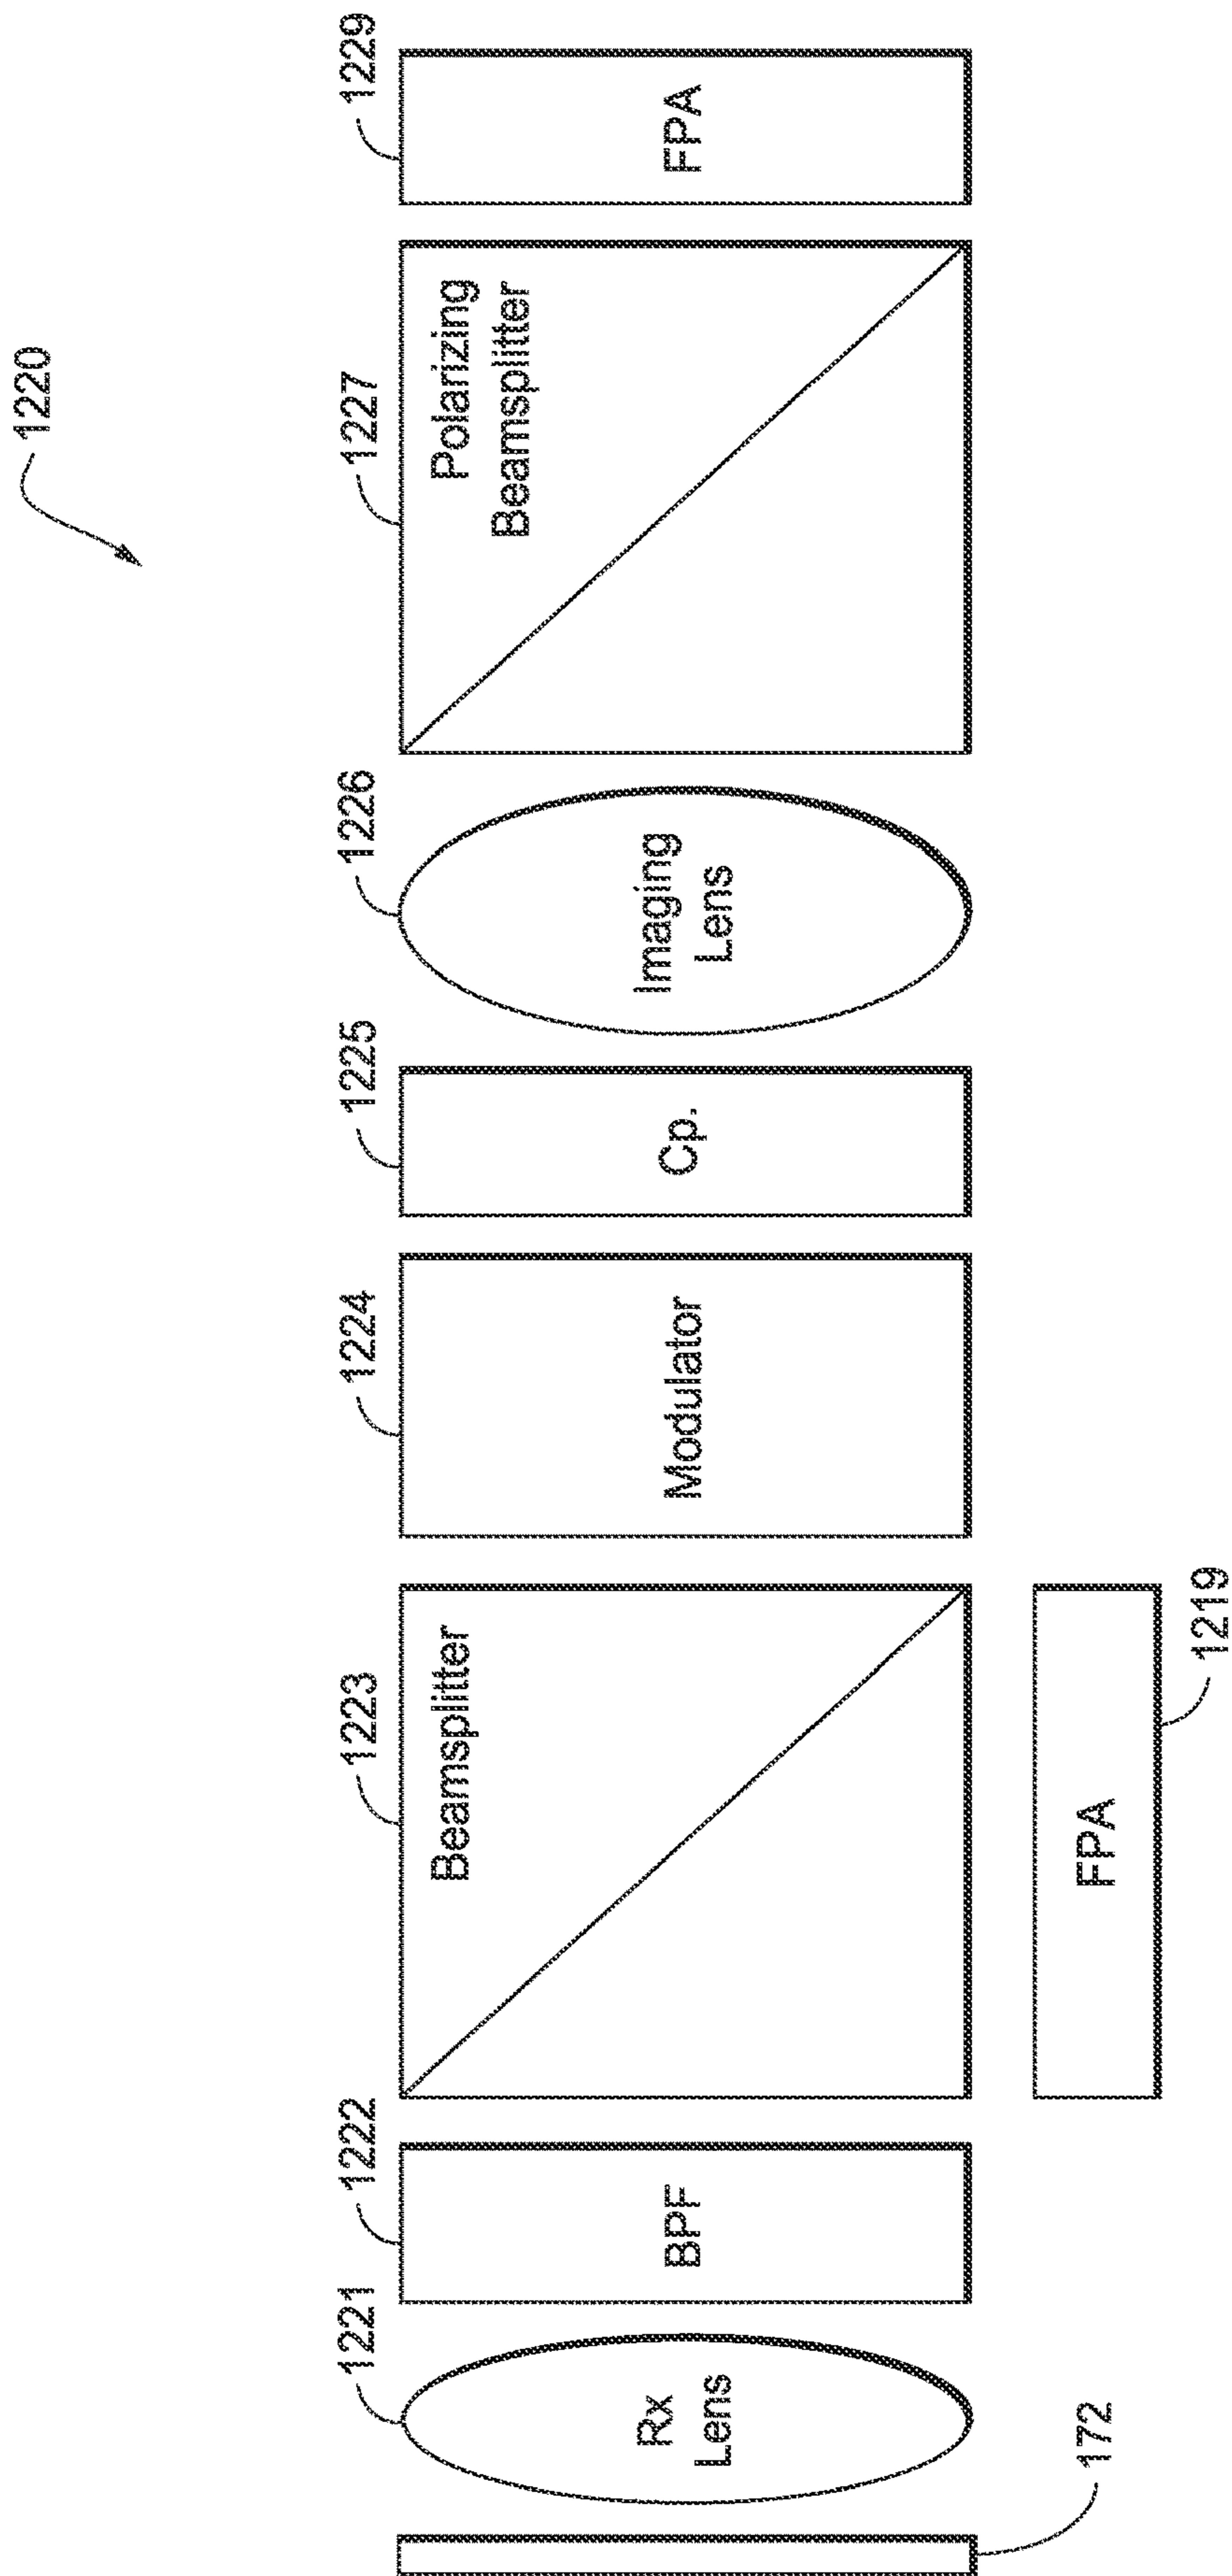 1220
172
1221
Rx
Lens
1222
BPF
1223
Beamsplitter
FPA
1219
1224
Modulator
1225
Cp.
1226
Imaging
Lens
1227
Polarizing
Beamsplitter
1229
FPA